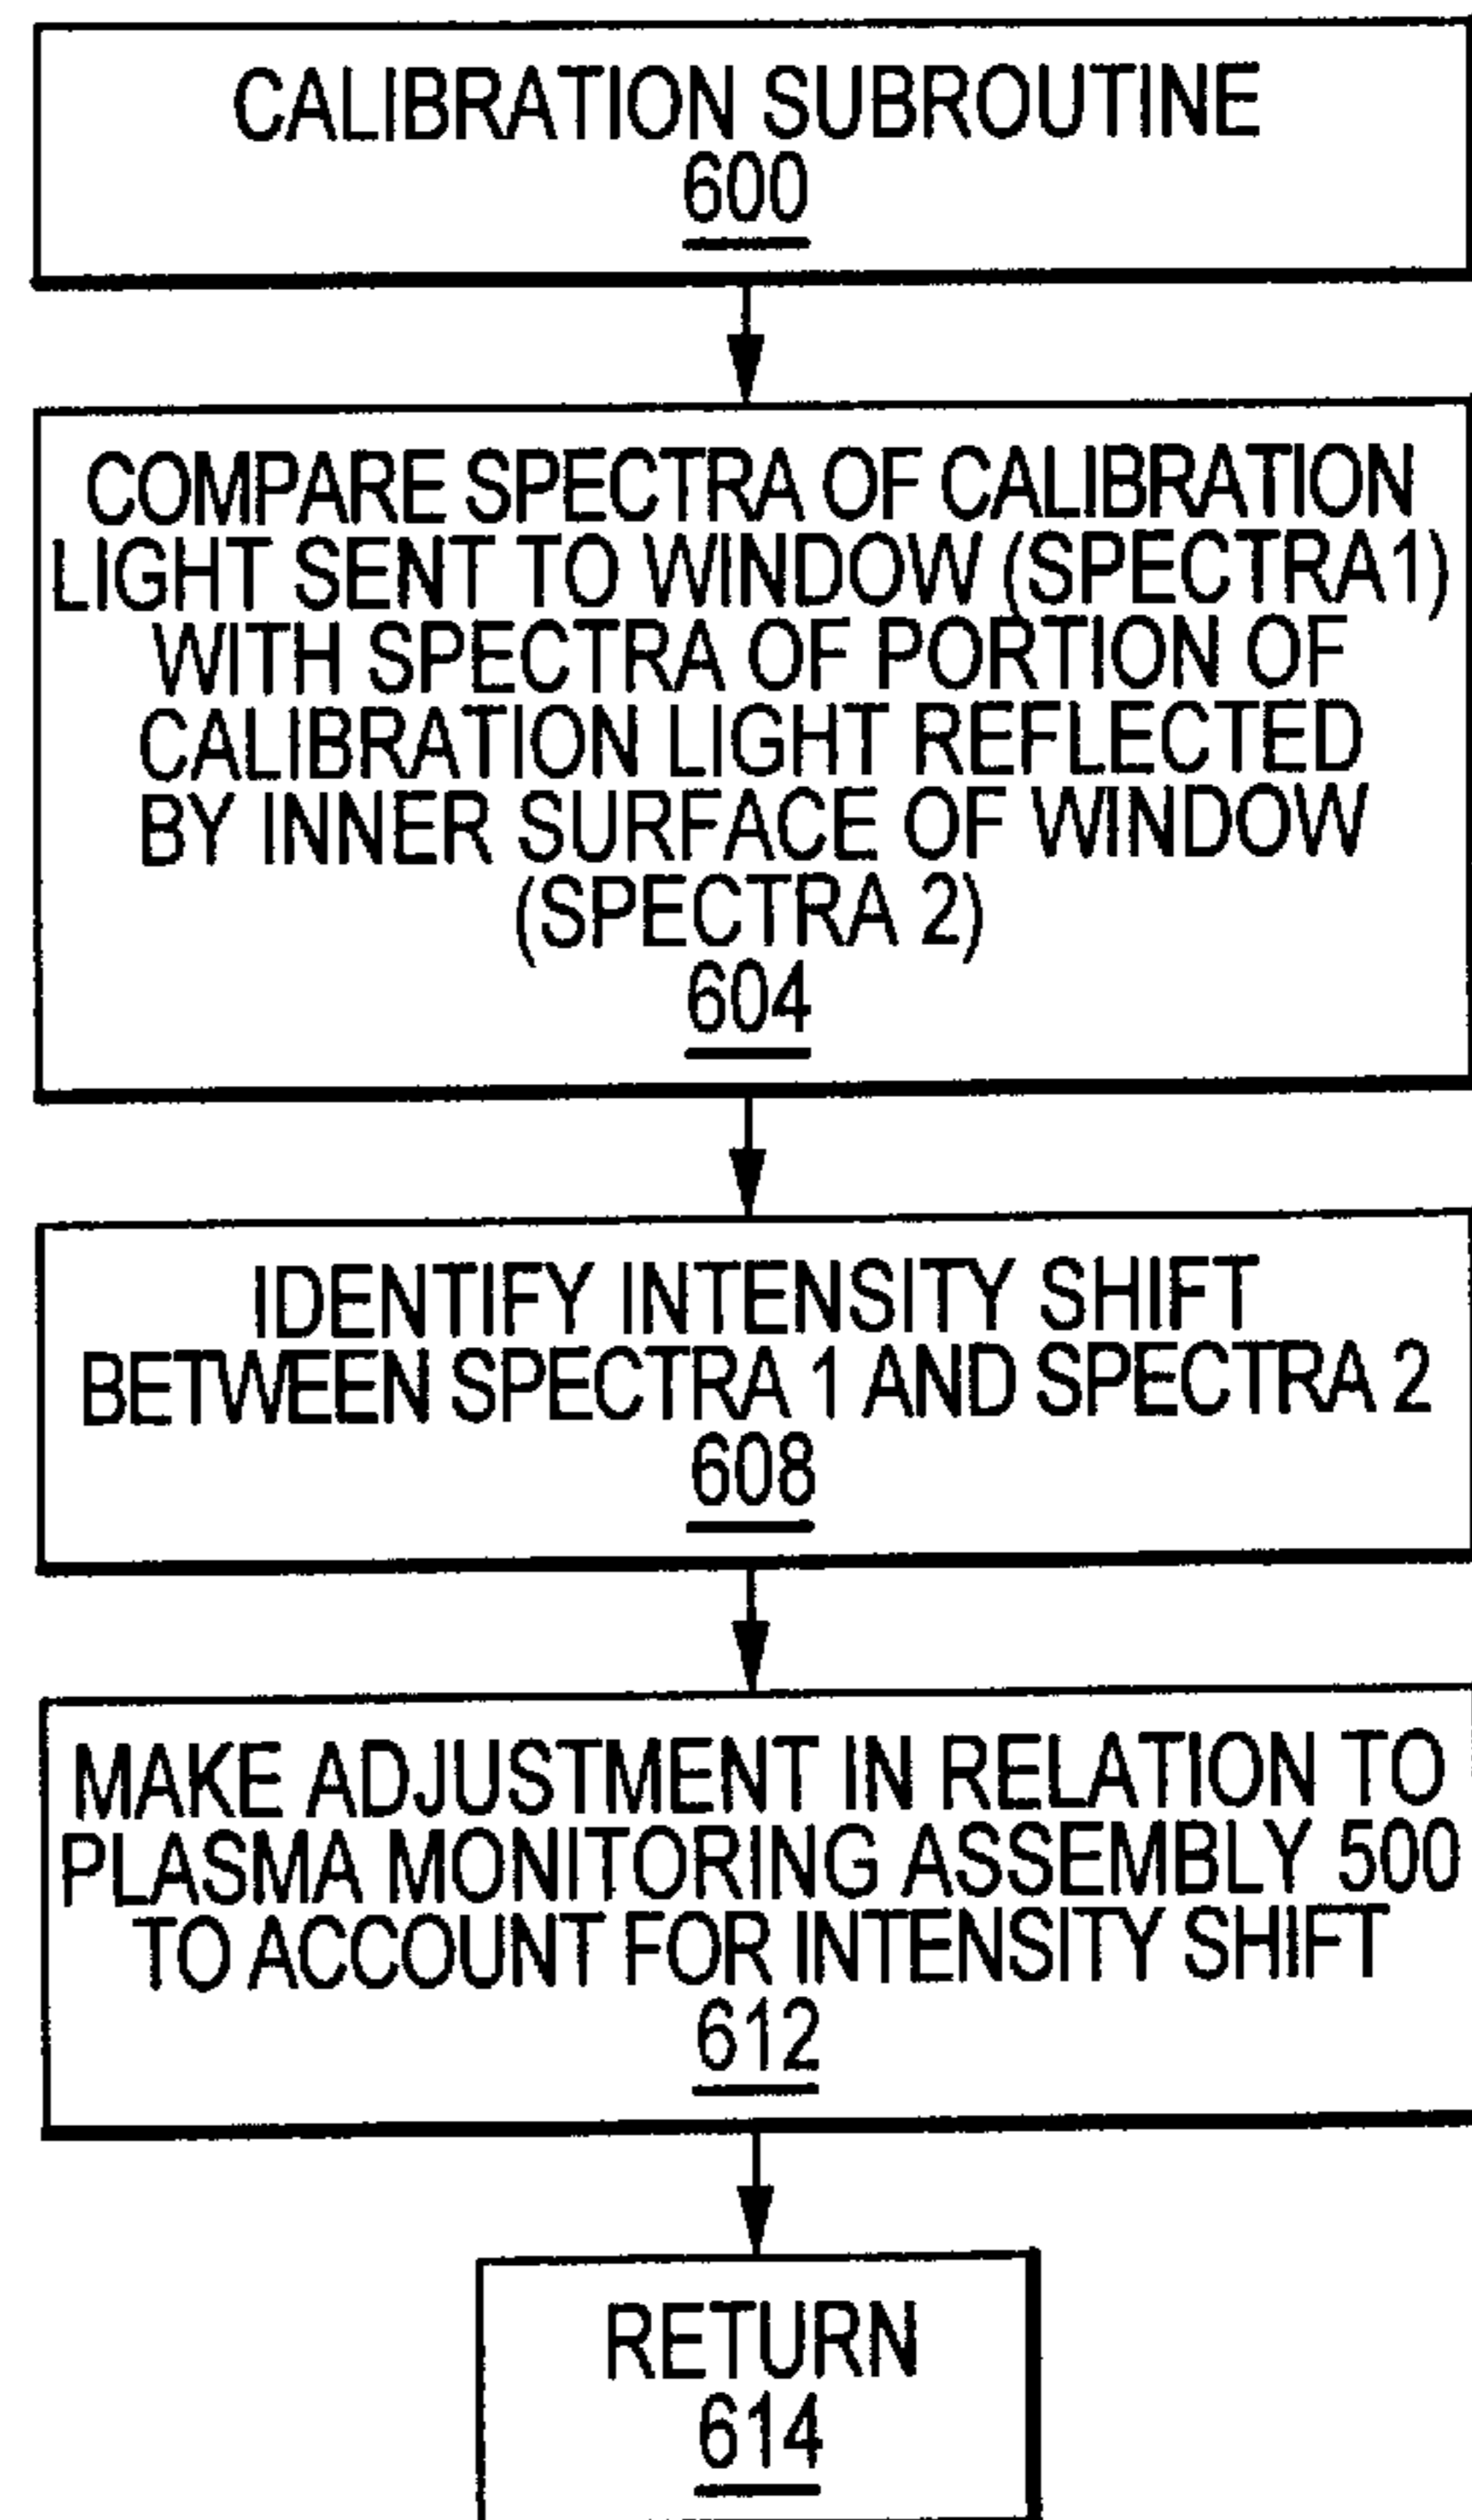 CALIBRATION SUBROUTINE
600
COMPARE SPECTRA OF CALIBRATION
LIGHT SENT TO WINDOW (SPECTRA 1)
WITH SPECTRA OF PORTION OF
CALIBRATION LIGHT REFLECTED
BY INNER SURFACE OF WINDOW
(SPECTRA 2)
604
IDENTIFY INTENSITY SHIFT
BETWEEN SPECTRA 1 AND SPECTRA 2
608
MAKE ADJUSTMENT IN RELATION TO
PLASMA MONITORING ASSEMBLY 500
TO ACCOUNT FOR INTENSITY SHIFT
612
RETURN
614